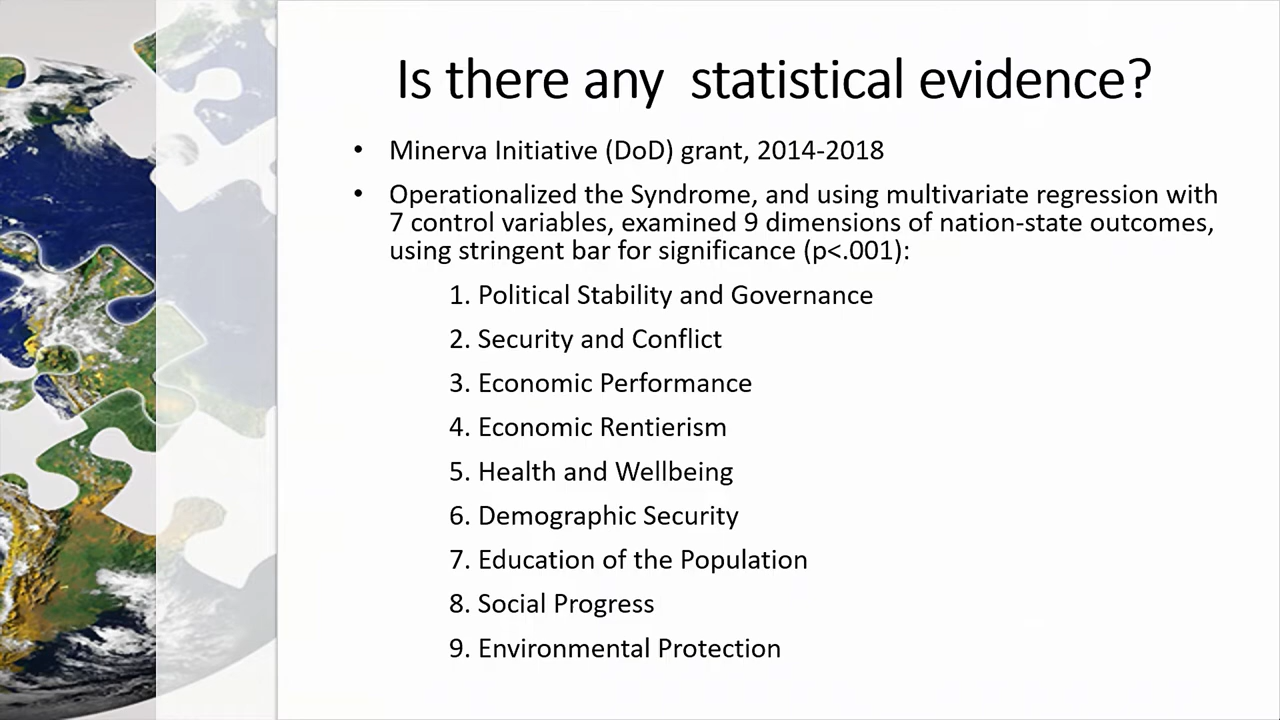 Is there any  statistical evidence?
• Minerva Initiative (DoD) grant, 2014-2018
• Operationalized the Syndrome, and using multivariate regression with
7 control variables, examined 9 dimensions of nation-state outcomes,
using stringent bar for significance (p<.001):
1. Political Stability and Governance
2. Security and Conflict
3. Economic Performance
4. Economic Rentierism
5. Health and Wellbeing
6. Demographic Security
7. Education of the Population
8. Social Progress
9. Environmental Protection